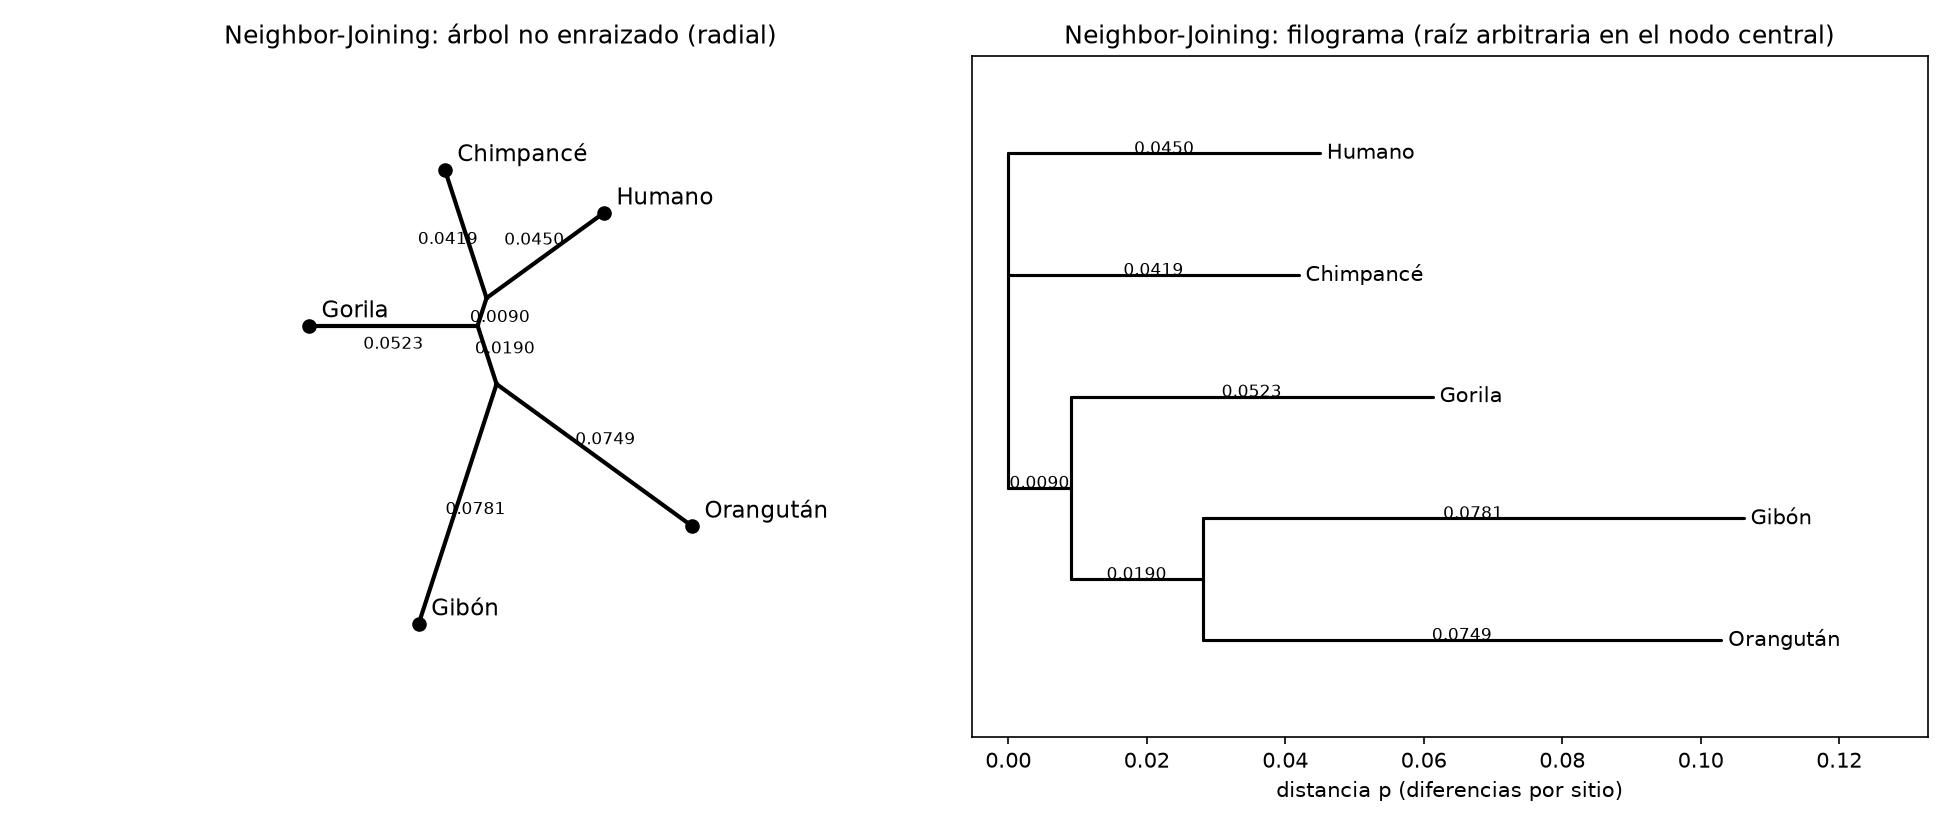 Neighbor-Joining: árbol no enraizado (radial)
Chimpancé
Humano
0.0419
0.0450
Gorila
0.0090
0.0523
0.0190
0.0749
0.0781
Orangután
Gibón
Neighbor-Joining: filograma (raíz arbitraria en el nodo central)
0.0450
Humano
0.0419
Chimpancé
0.0523
Gorila
0.0090
0.0781
Gibón
0.0190
0.0749
Orangután
0.00 0.02 0.04 0.06 0.08 0.10 0.12
distancia p (diferencias por sitio)